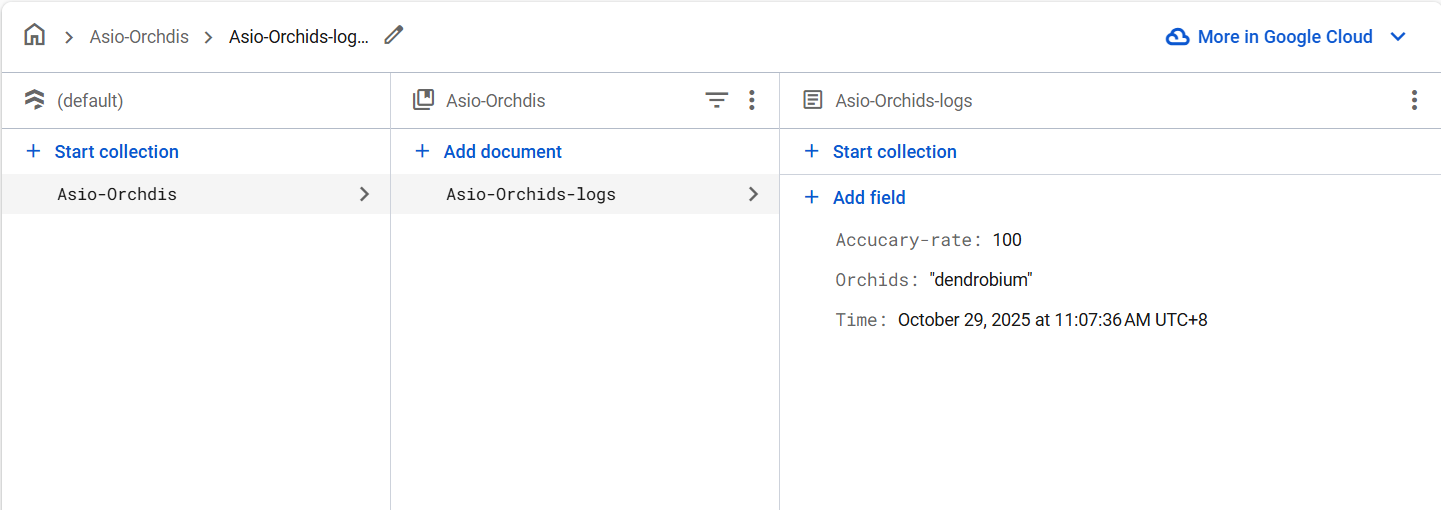 Asio-Orchdis Asio-Orchids-log… More in Google Cloud
(default) Asio-Orchdis Asio-Orchids-logs
+ Start collection + Add document + Start collection
Asio-Orchdis Asio-Orchids-logs
+ Add field
Accucary-rate: 100
Orchids: "dendrobium"
Time: October 29, 2025 at 11:07:36 AM UTC+8